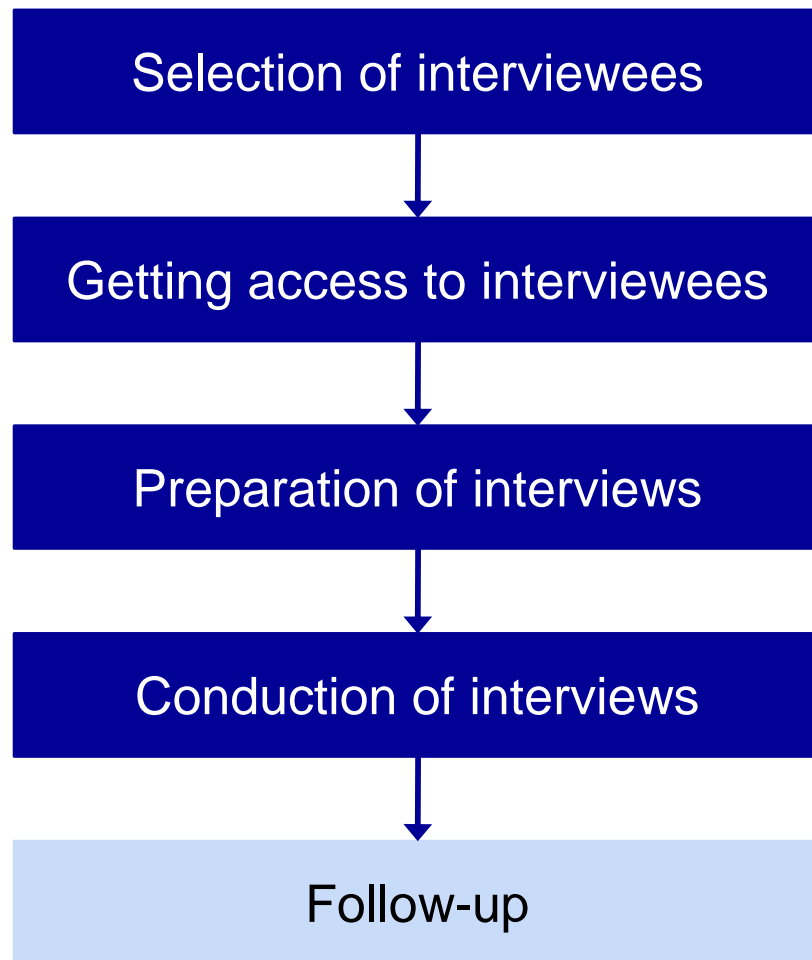 Selection of interviewees
Getting access to interviewees
Preparation of interviews
Conduction of interviews
Follow-up